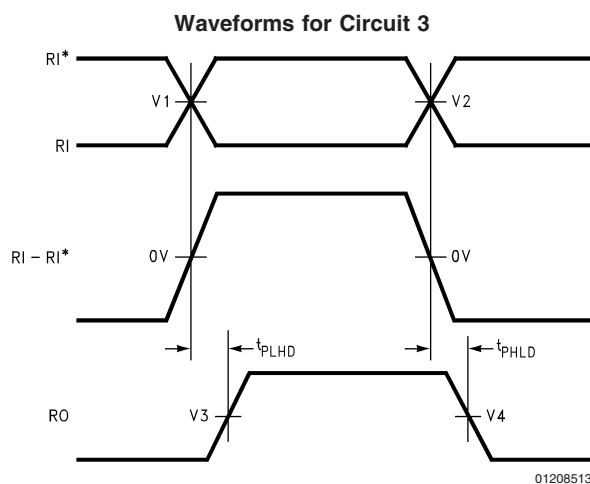 Waveforms for Circuit 3
RI*
V1
V2
RI
RI – RI*
0V
0V
tPLHD
tPHLD
RO
V3
V4
01208513